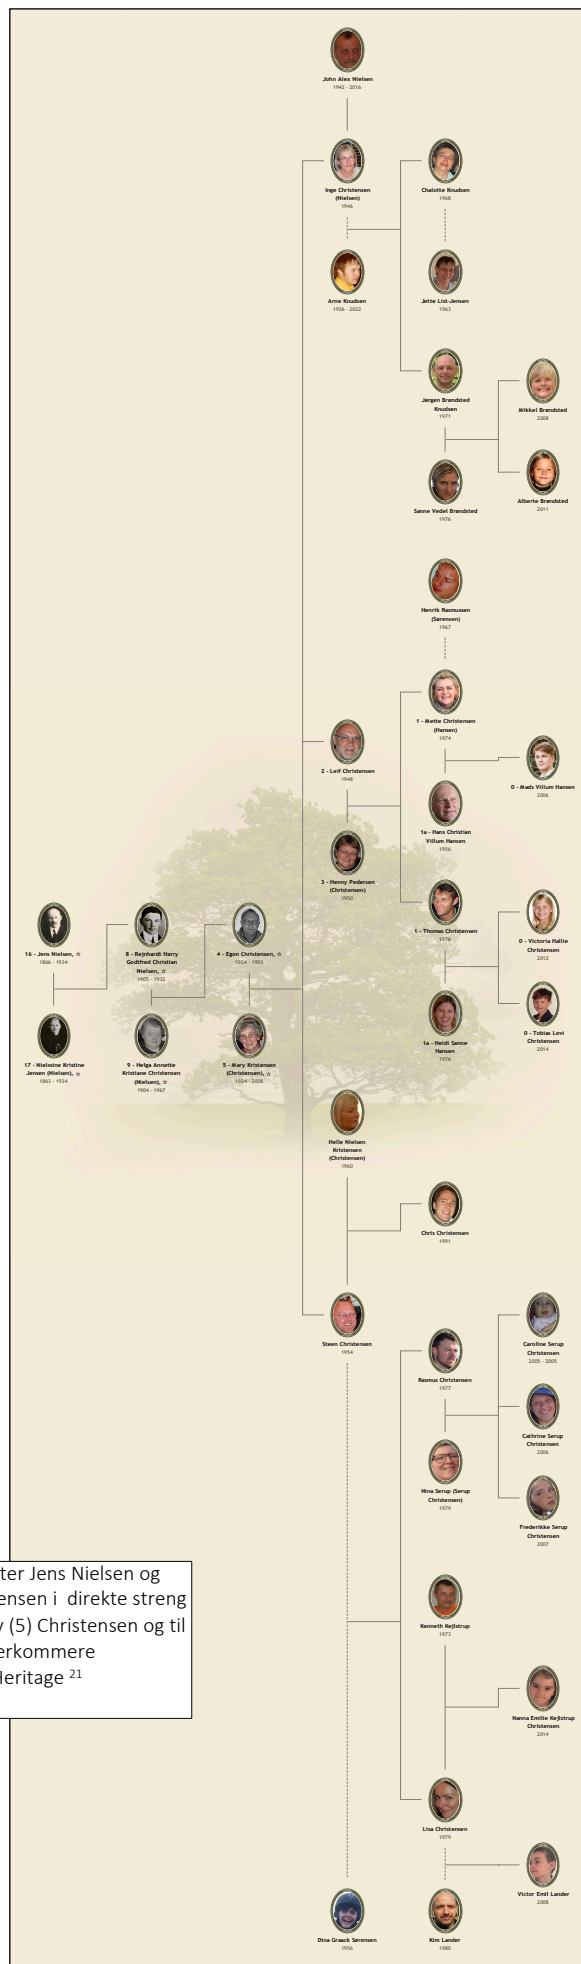 John Alex Nielsen
1942 - 2016
Inge Christensen
(Nielsen)
1946
Chalotte Knudsen
1968
Arne Knudsen
1936 - 2022
Jette List-Jensen
1963
Jørgen Brøndsted
Knudsen
1971
Mikkel Brøndsted
2008
Sanne Vedel Brøndsted
1976
Alberte Brøndsted
2011
Henrik Rasmussen
(Sørensen)
1967
1 - Mette Christensen
(Hansen)
1974
2 - Leif Christensen
1948
0 - Mads Villum Hansen
2006
1a - Hans Christian
Villum Hansen
1956
3 - Henny Pedersen
(Christensen)
1950
1 - Thomas Christensen
1976
0 - Victoria Hallie
Christensen
2012
16 - Jens Nielsen, ☆
1866 - 1934
8 - Rejnhardt Harry
Godtfred Christian
Nielsen, ☆
1905 - 1932
4 - Egon Christensen, ☆
1924 - 1993
0 - Tobias Levi
Christensen
2014
1a - Heidi Sanne
Hansen
1976
17 - Nielssine Kristine
Jensen (Nielsen), ☆
1863 - 1934
9 - Helga Annette
Kristiane Christensen
(Nielsen), ☆
1904 - 1967
5 - Mary Kristensen
(Christensen), ☆
1924 - 2008
Helle Nielsen
Kristensen
(Christensen)
1960
Chris Christensen
1991
Steen Christensen
1954
Rasmus Christensen
1977
Caroline Serup
Christensen
2005 - 2005
Cathrine Serup
Christensen
2006
Nina Serup (Serup
Christensen)
1979
Frederikke Serup
Christensen
2007
ter Jens Nielsen og
ensen i direkte streng
y (5) Christensen og til
erkommere
Heritage 21
Kenneth Kejlstrup
1973
Nanna Emilie Kejlstrup
Christensen
2014
Lisa Christensen
1979
Victor Emil Lander
2008
Dina Graack Sørensen
1956
Kim Lander
1980